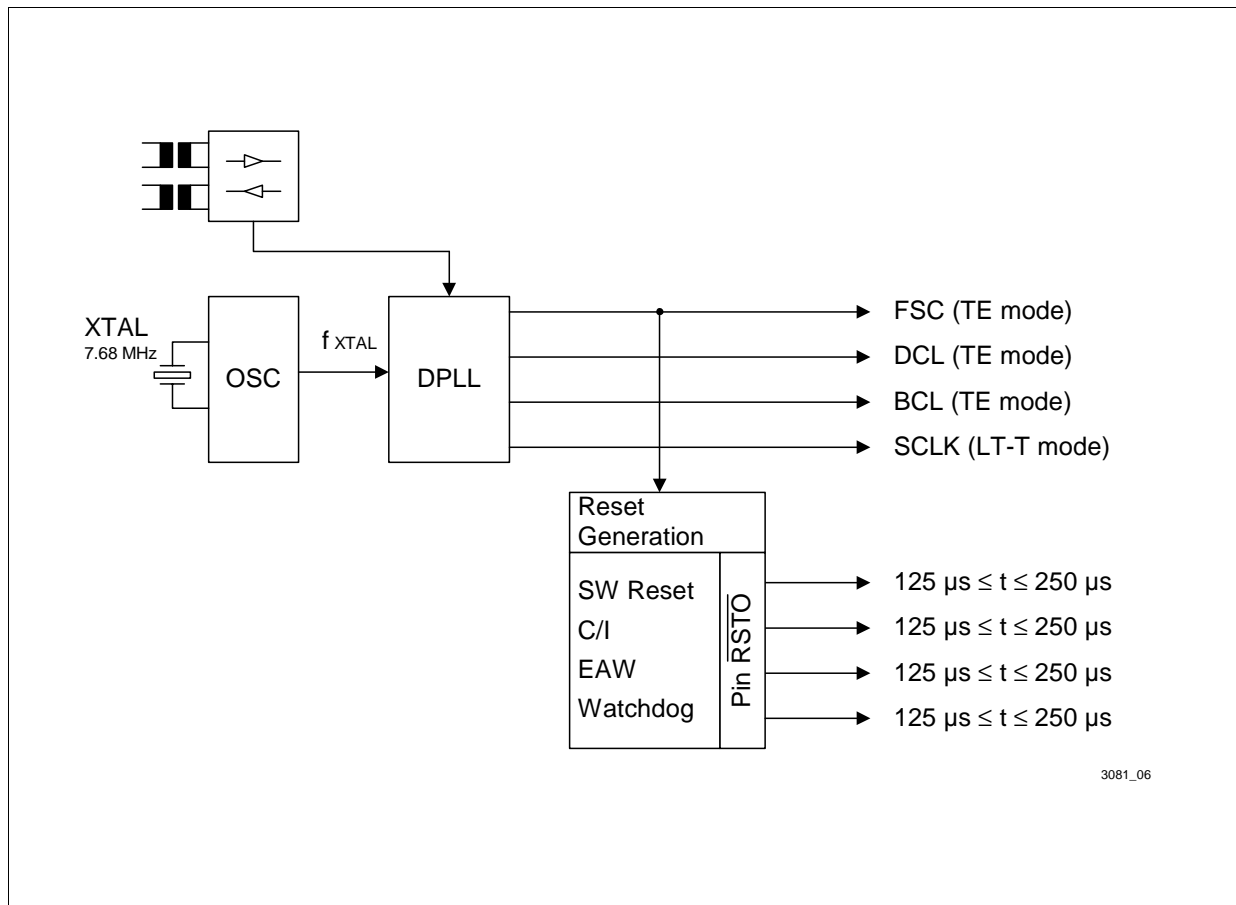 XTAL
7.68 MHz
OSC
f XTAL
DPLL
FSC (TE mode)
DCL (TE mode)
BCL (TE mode)
SCLK (LT-T mode)
Reset
Generation
SW Reset
C/I
EAW
Watchdog
Pin R̅S̅T̅O̅
125 µs ≤ t ≤ 250 µs
125 µs ≤ t ≤ 250 µs
125 µs ≤ t ≤ 250 µs
125 µs ≤ t ≤ 250 µs
3081_06